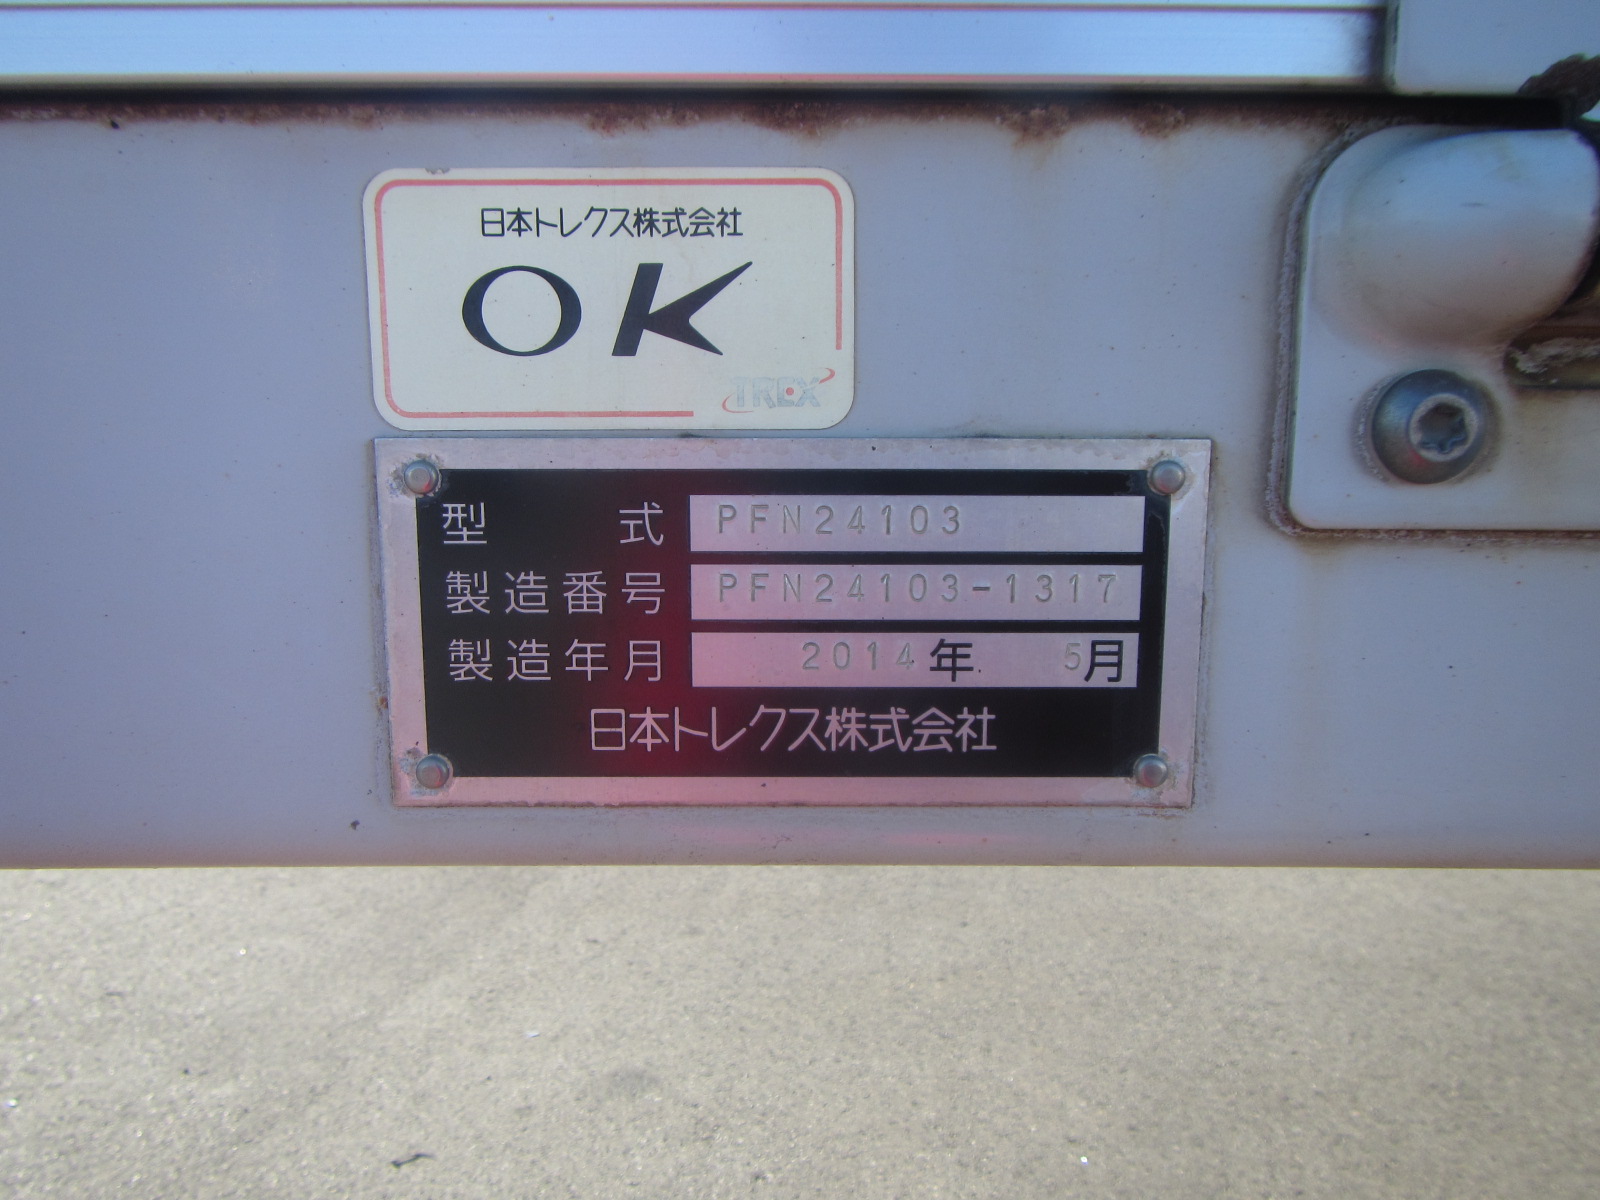 日本トレクス株式会社
OK
TREX
型式 PFN24103
製造番号 PFN24103-1317
製造年月 2014年 5月
日本トレクス株式会社